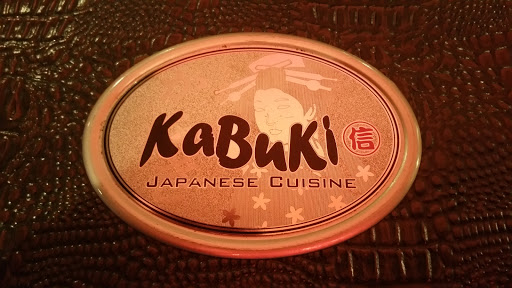 KaBuKi 信
JAPANESE CUISINE